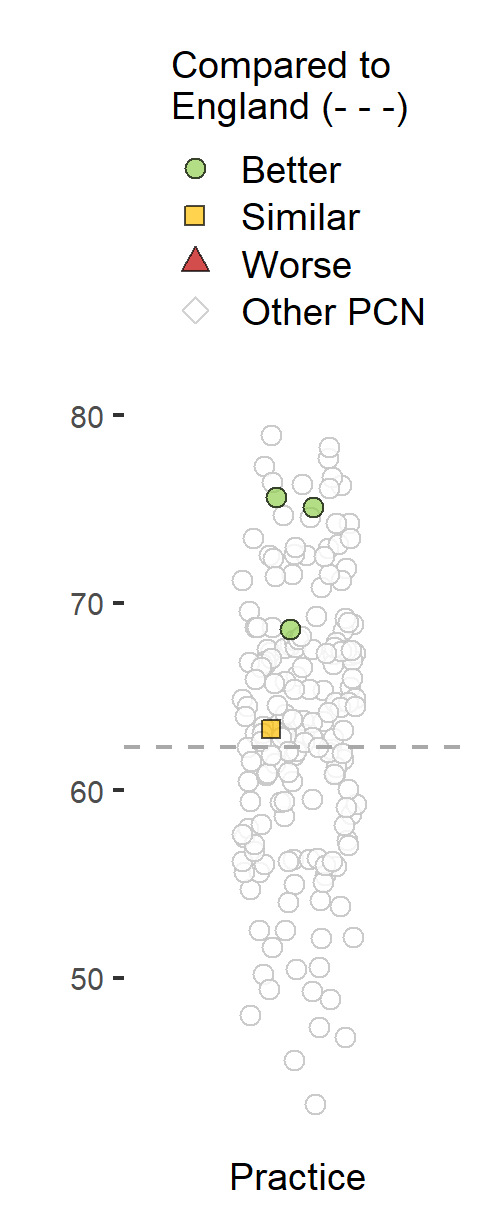 Compared to
England (- - -)
Better
Similar
Worse
Other PCN
80
70
60
50
Practice